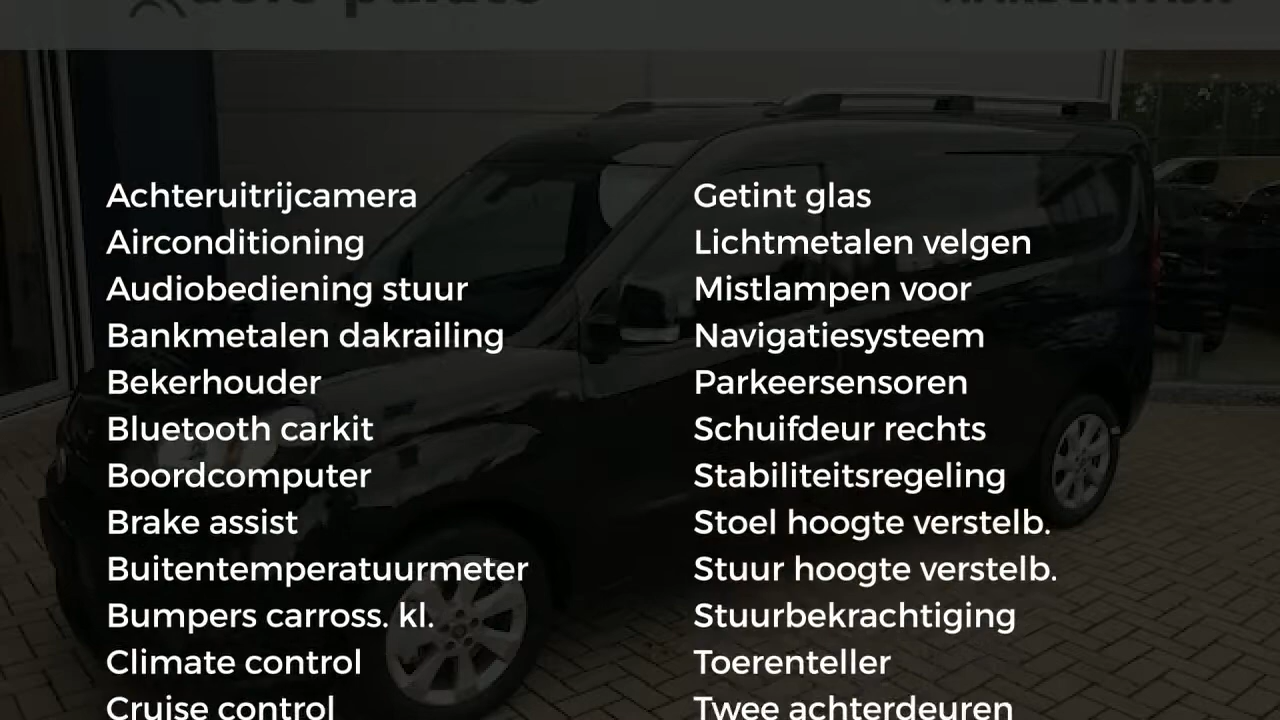 Achteruitrijcamera
Airconditioning
Audiobediening stuur
Bankmetalen dakrailing
Bekerhouder
Bluetooth carkit
Boordcomputer
Brake assist
Buitentemperatuurmeter
Bumpers carross. kl.
Climate control
Cruise control
Getint glas
Lichtmetalen velgen
Mistlampen voor
Navigatiesysteem
Parkeersensoren
Schuifdeur rechts
Stabiliteitsregeling
Stoel hoogte verstelb.
Stuur hoogte verstelb.
Stuurbekrachtiging
Toerenteller
Twee achterdeuren